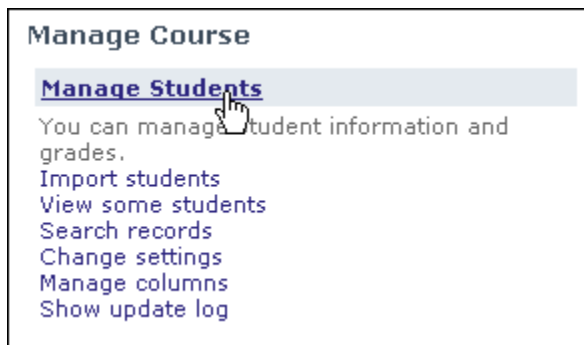 Manage Course
Manage Students
You can manage student information and
grades.
Import students
View some students
Search records
Change settings
Manage columns
Show update log